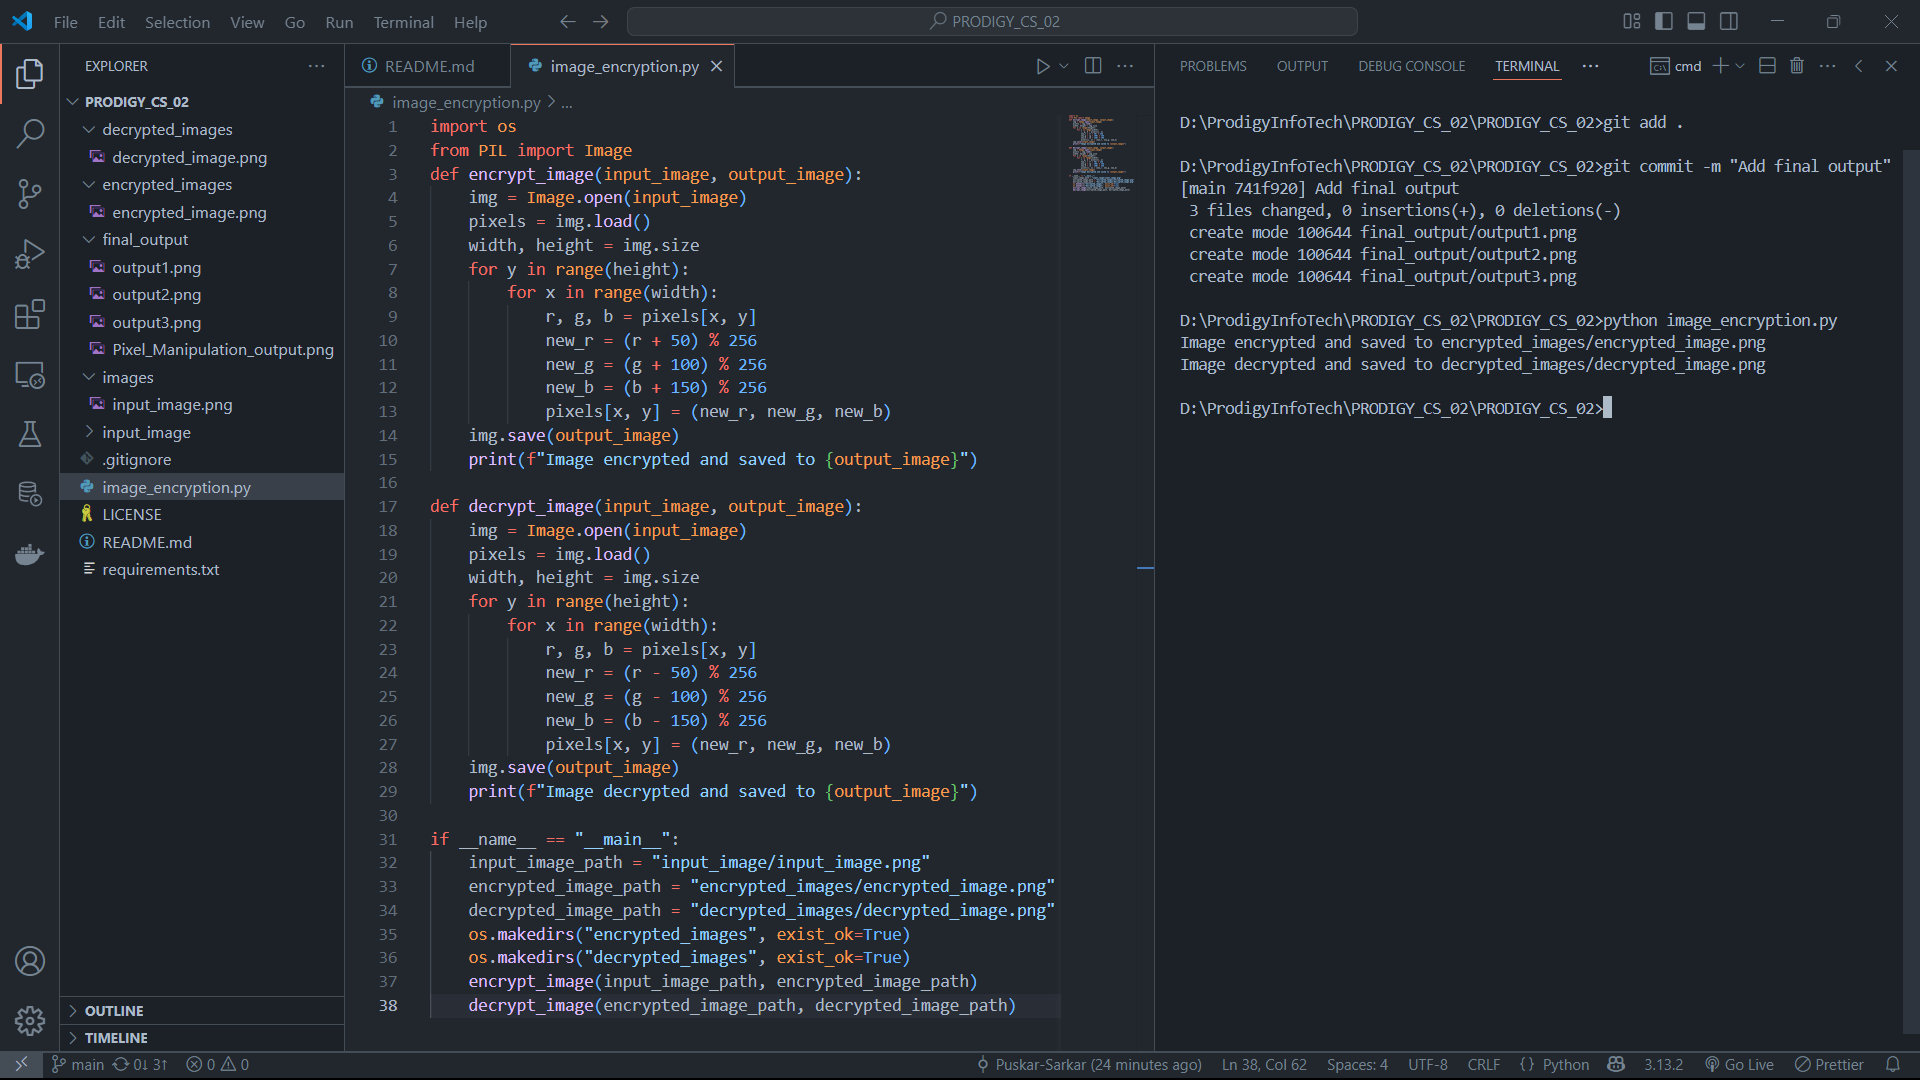 File Edit Selection View Go Run Terminal Help
PRODIGY_CS_02
EXPLORER
PRODIGY_CS_02
decrypted_images
decrypted_image.png
encrypted_images
encrypted_image.png
final_output
output1.png
output2.png
output3.png
Pixel_Manipulation_output.png
images
input_image.png
input_image
.gitignore
image_encryption.py
LICENSE
README.md
requirements.txt
OUTLINE
TIMELINE
README.md image_encryption.py
image_encryption.py > ...
1 import os
2 from PIL import Image
3 def encrypt_image(input_image, output_image):
4 img = Image.open(input_image)
5 pixels = img.load()
6 width, height = img.size
7 for y in range(height):
8 for x in range(width):
9 r, g, b = pixels[x, y]
10 new_r = (r + 50) % 256
11 new_g = (g + 100) % 256
12 new_b = (b + 150) % 256
13 pixels[x, y] = (new_r, new_g, new_b)
14 img.save(output_image)
15 print(f"Image encrypted and saved to {output_image}")
16
17 def decrypt_image(input_image, output_image):
18 img = Image.open(input_image)
19 pixels = img.load()
20 width, height = img.size
21 for y in range(height):
22 for x in range(width):
23 r, g, b = pixels[x, y]
24 new_r = (r - 50) % 256
25 new_g = (g - 100) % 256
26 new_b = (b - 150) % 256
27 pixels[x, y] = (new_r, new_g, new_b)
28 img.save(output_image)
29 print(f"Image decrypted and saved to {output_image}")
30
31 if __name__ == "__main__":
32 input_image_path = "input_image/input_image.png"
33 encrypted_image_path = "encrypted_images/encrypted_image.png"
34 decrypted_image_path = "decrypted_images/decrypted_image.png"
35 os.makedirs("encrypted_images", exist_ok=True)
36 os.makedirs("decrypted_images", exist_ok=True)
37 encrypt_image(input_image_path, encrypted_image_path)
38 decrypt_image(encrypted_image_path, decrypted_image_path)
PROBLEMS OUTPUT DEBUG CONSOLE TERMINAL cmd
D:\ProdigyInfoTech\PRODIGY_CS_02\PRODIGY_CS_02>git add .
D:\ProdigyInfoTech\PRODIGY_CS_02\PRODIGY_CS_02>git commit -m "Add final output"
[main 741f920] Add final output
3 files changed, 0 insertions(+), 0 deletions(-)
create mode 100644 final_output/output1.png
create mode 100644 final_output/output2.png
create mode 100644 final_output/output3.png
D:\ProdigyInfoTech\PRODIGY_CS_02\PRODIGY_CS_02>python image_encryption.py
Image encrypted and saved to encrypted_images/encrypted_image.png
Image decrypted and saved to decrypted_images/decrypted_image.png
D:\ProdigyInfoTech\PRODIGY_CS_02\PRODIGY_CS_02>
main 0↓ 3↑ 0 0 Puskar-Sarkar (24 minutes ago) Ln 38, Col 62 Spaces: 4 UTF-8 CRLF {} Python 3.13.2 Go Live Prettier